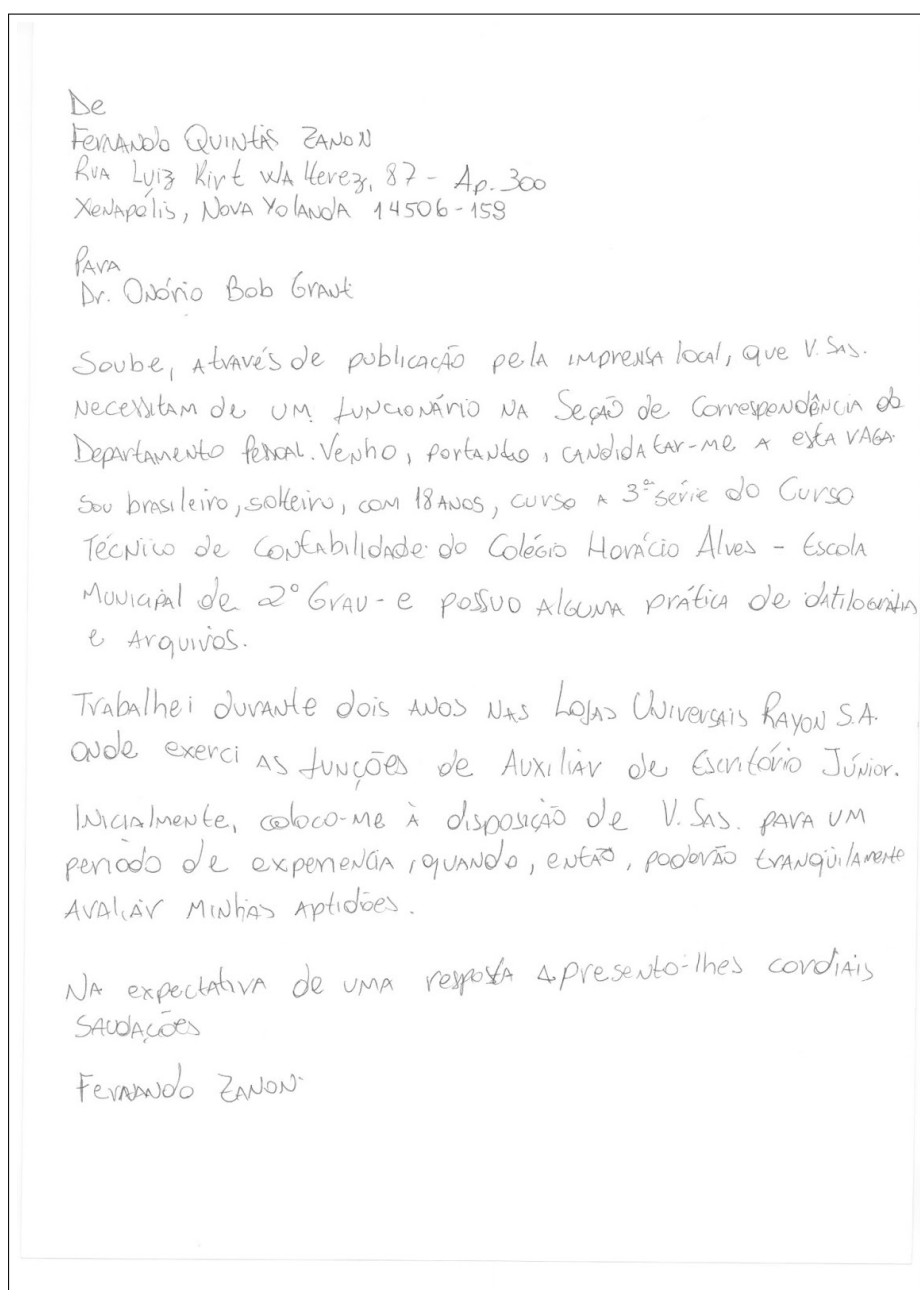 De
Fernando Quintas Zanon
Rua Luiz Kirt Wallerez, 87 - Ap. 300
Xenapólis, Nova Yolanda 14506-159
Para
Dr. Onório Bob Grant
Soube, através de publicação pela imprensa local, que V. Sas.
necessitam de um funcionário na Seção de Correspondência do
Departamento Pessoal. Venho, portanto, candidatar-me a esta vaga.
Sou brasileiro, solteiro, com 18 anos, curso a 3ª série do Curso
Técnico de Contabilidade do Colégio Horácio Alves - Escola
Municipal de 2º Grau - e possuo alguma prática de datilografia
e arquivos.
Trabalhei durante dois anos nas Lojas Universais Rayon S.A.
onde exerci as funções de Auxiliar de Escritório Júnior.
Inicialmente, coloco-me à disposição de V. Sas. para um
período de experiencia, quando, então, poderão tranqüilamente
avaliar minhas aptidões.
Na expectativa de uma resposta apresento-lhes cordiais
saudações
Fernando Zanon